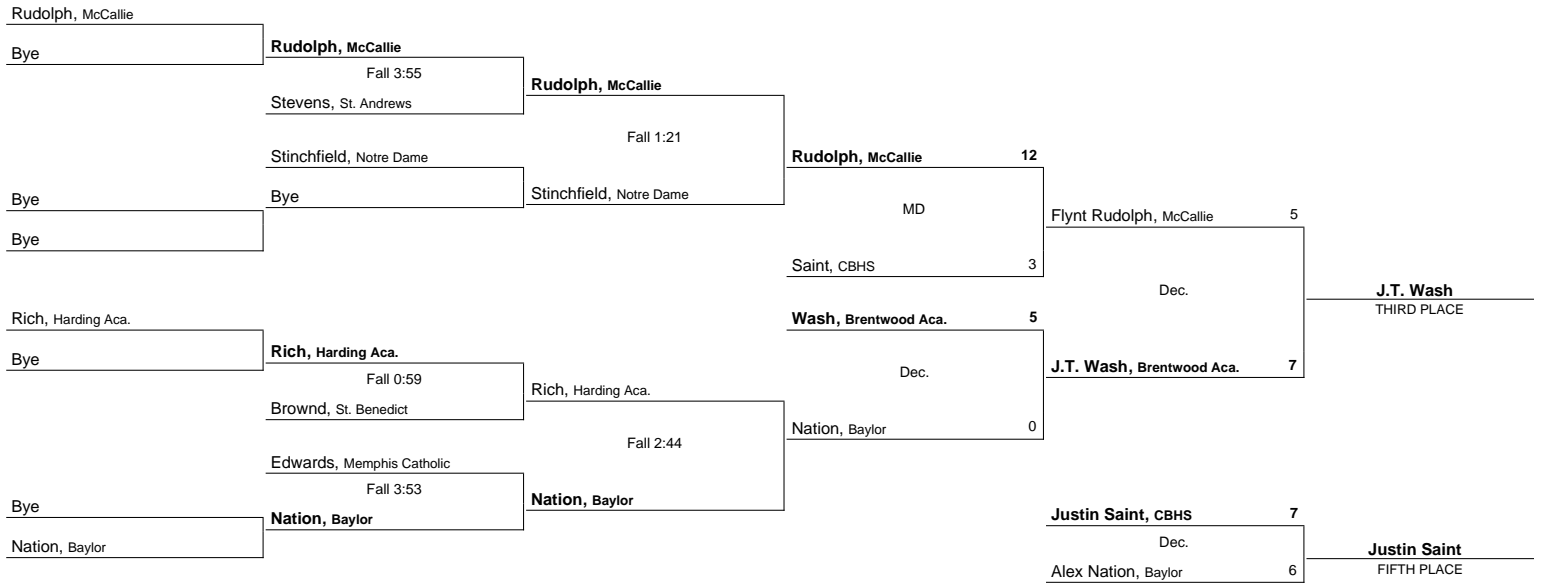 Rudolph, McCallie
Bye
Rudolph, McCallie
Fall 3:55
Stevens, St. Andrews
Rudolph, McCallie
Fall 1:21
Stinchfield, Notre Dame
Bye
Stinchfield, Notre Dame
Bye
Bye
Rudolph, McCallie 12
MD
Saint, CBHS 3
Flynt Rudolph, McCallie 5
Dec.
J.T. Wash
THIRD PLACE
Rich, Harding Aca.
Bye
Rich, Harding Aca.
Fall 0:59
Brownd, St. Benedict
Rich, Harding Aca.
Fall 2:44
Edwards, Memphis Catholic
Fall 3:53
Nation, Baylor
Bye
Nation, Baylor
Nation, Baylor
Wash, Brentwood Aca. 5
Dec.
Nation, Baylor 0
J.T. Wash, Brentwood Aca. 7
Justin Saint, CBHS 7
Dec.
Alex Nation, Baylor 6
Justin Saint
FIFTH PLACE